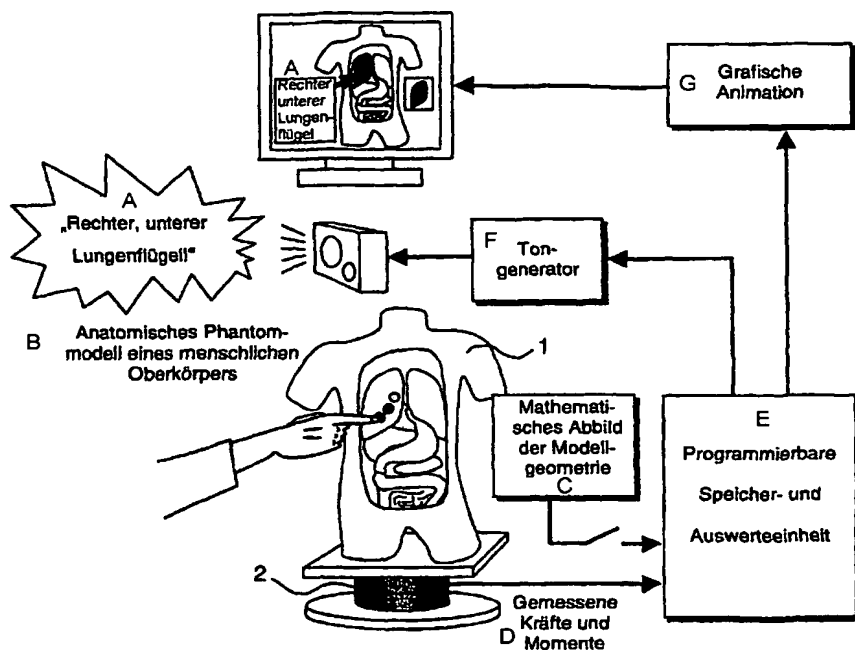 A
Rechter
unterer
Lungen-
flügel
G
Grafische
Animation
A
„Rechter, unterer
Lungenflügel!"
F
Ton-
generator
B
Anatomisches Phantom-
modell eines menschlichen
Oberkörpers
1
Mathemati-
sches Abbild
der Modell-
geometrie
C
E
Programmierbare
Speicher- und
Auswerteeinheit
2
Gemessene
Kräfte und
Momente
D